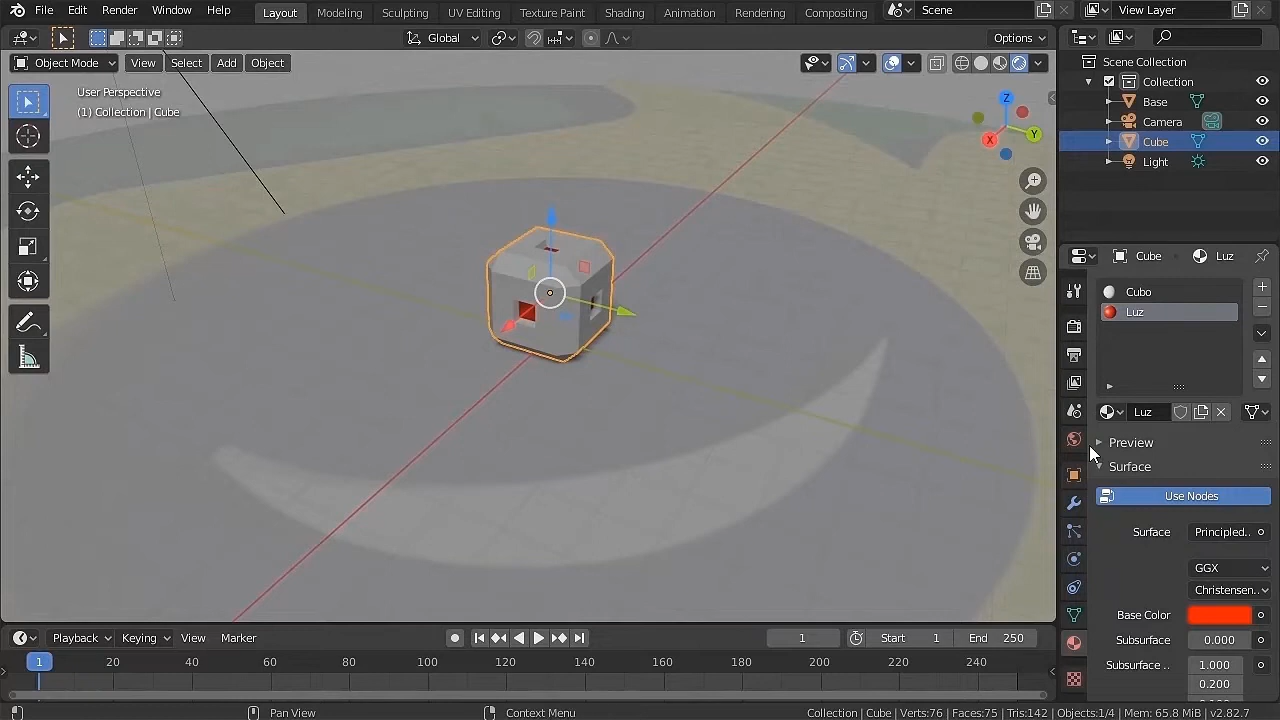 File Edit Render Window Help Layout Modeling Sculpting UV Editing Texture Paint Shading Animation Rendering Compositing Scene View Layer
Global Options
Object Mode View Select Add Object
User Perspective
(1) Collection | Cube
Z
Y
X
Scene Collection
Collection
Base
Camera
Cube
Light
Cube Luz
Cubo
Luz
Luz
Preview
Surface
Use Nodes
Surface Principled..
GGX
Christensen..
Base Color
Subsurface 0.000
Subsurface .. 1.000
0.200
Playback Keying View Marker 1 Start 1 End 250
1 20 40 60 80 100 120 140 160 180 200 220 240
Pan View Context Menu Collection | Cube | Verts:76 | Faces:75 | Tris:142 | Objects:1/4 | Mem: 65.8 MiB | v2.82.7